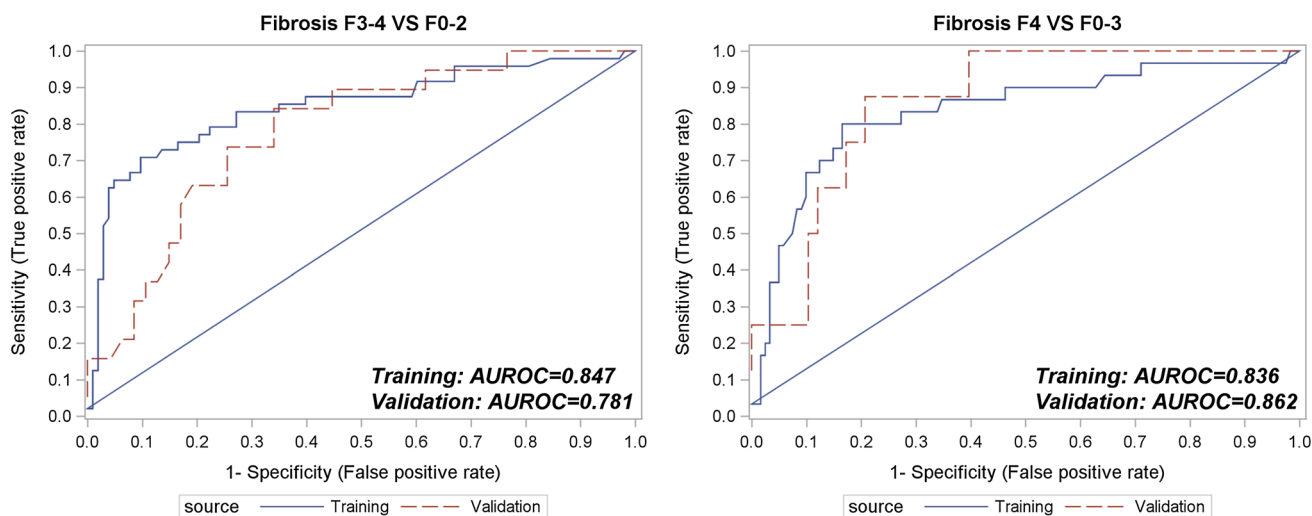 Fibrosis F3-4 VS F0-2
Sensitivity (True positive rate)
1.0
0.9
0.8
0.7
0.6
0.5
0.4
0.3
0.2
0.1
0.0
Training: AUROC=0.847
Validation: AUROC=0.781
0.0 0.1 0.2 0.3 0.4 0.5 0.6 0.7 0.8 0.9 1.0
1- Specificity (False positive rate)
source Training Validation
Fibrosis F4 VS F0-3
Sensitivity (True positive rate)
1.0
0.9
0.8
0.7
0.6
0.5
0.4
0.3
0.2
0.1
0.0
Training: AUROC=0.836
Validation: AUROC=0.862
0.0 0.1 0.2 0.3 0.4 0.5 0.6 0.7 0.8 0.9 1.0
1- Specificity (False positive rate)
source Training Validation